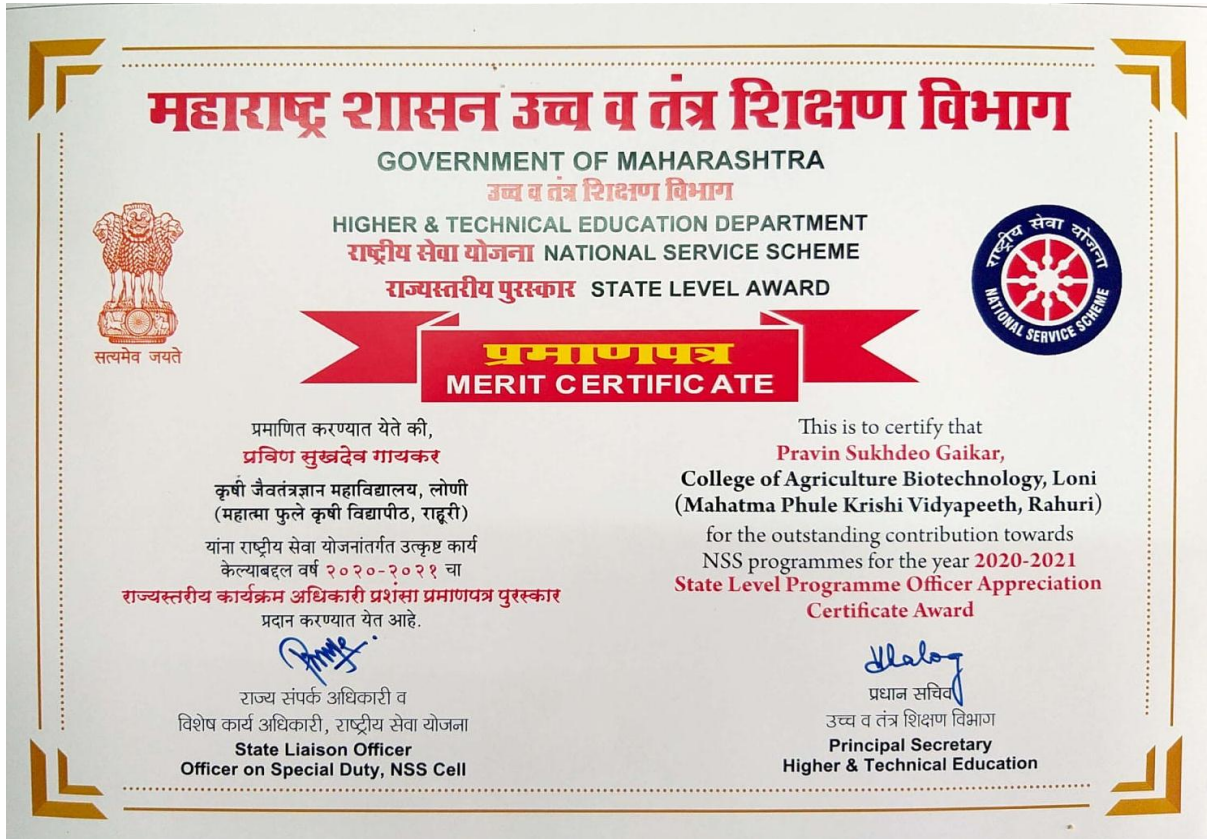 महाराष्ट्र शासन उच्च व तंत्र शिक्षण विभाग
GOVERNMENT OF MAHARASHTRA
उच्च व तंत्र शिक्षण विभाग
HIGHER & TECHNICAL EDUCATION DEPARTMENT
राष्ट्रीय सेवा योजना NATIONAL SERVICE SCHEME
राज्यस्तरीय पुरस्कार STATE LEVEL AWARD
सत्यमेव जयते
राष्ट्रीय सेवा योजना
NATIONAL SERVICE SCHEME
प्रमाणपत्र
MERIT CERTIFICATE
प्रमाणित करण्यात येते की,
प्रविण सुखदेव गायकर
कृषी जैवतंत्रज्ञान महाविद्यालय, लोणी
(महात्मा फुले कृषी विद्यापीठ, राहूरी)
यांना राष्ट्रीय सेवा योजनांतर्गत उत्कृष्ट कार्य
केल्याबद्दल वर्ष २०२०-२०२१ चा
राज्यस्तरीय कार्यक्रम अधिकारी प्रशंसा प्रमाणपत्र पुरस्कार
प्रदान करण्यात येत आहे.
राज्य संपर्क अधिकारी व
विशेष कार्य अधिकारी, राष्ट्रीय सेवा योजना
State Liaison Officer
Officer on Special Duty, NSS Cell
This is to certify that
Pravin Sukhdeo Gaikar,
College of Agriculture Biotechnology, Loni
(Mahatma Phule Krishi Vidyapeeth, Rahuri)
for the outstanding contribution towards
NSS programmes for the year 2020-2021
State Level Programme Officer Appreciation
Certificate Award
प्रधान सचिव
उच्च व तंत्र शिक्षण विभाग
Principal Secretary
Higher & Technical Education